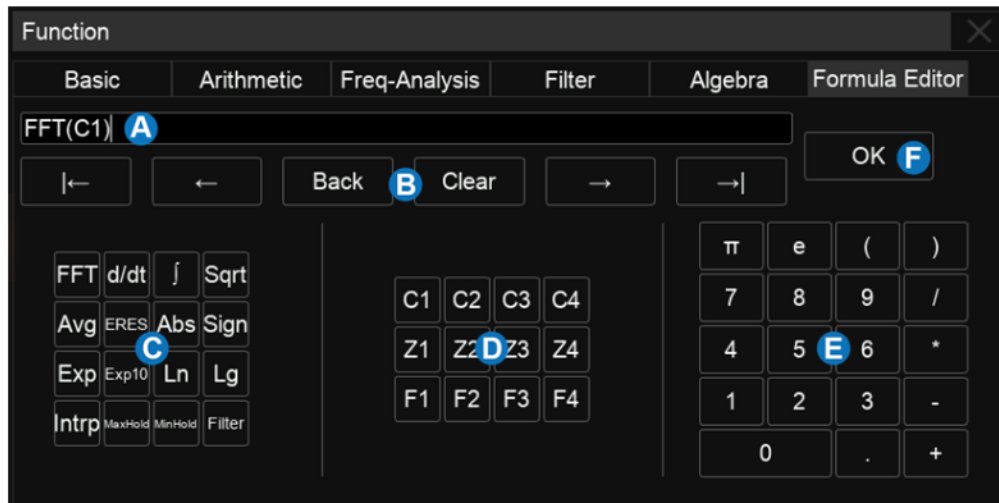 Function
Basic Arithmetic Freq-Analysis Filter Algebra Formula Editor
FFT(C1) A
OK F
|← ← Back B Clear → →|
FFT d/dt ∫ Sqrt
Avg ERES Abs Sign
C
Exp Exp10 Ln Lg
Intrp MaxHold MinHold Filter
C1 C2 C3 C4
Z1 Z2 D Z3 Z4
F1 F2 F3 F4
π e ( )
7 8 9 /
4 5 E 6 *
1 2 3 -
0 . +